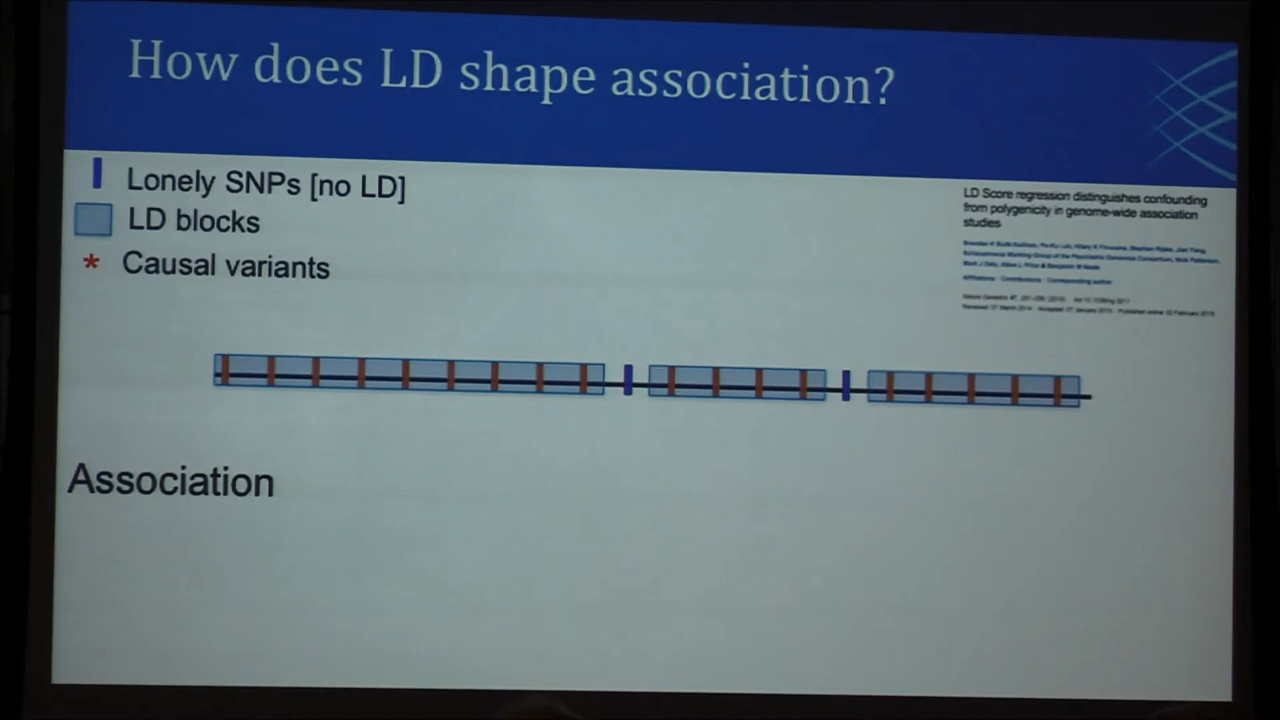 How does LD shape association?
Lonely SNPs [no LD]
LD blocks
* Causal variants
LD Score regression distinguishes confounding
from polygenicity in genome-wide association
studies
Association